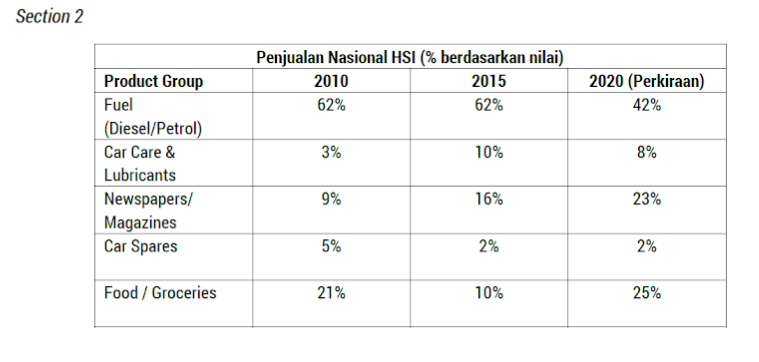 Section 2
Penjualan Nasional HSI (% berdasarkan nilai)
Product Group 2010 2015 2020 (Perkiraan)
Fuel 62% 62% 42%
(Diesel/Petrol)
Car Care & 3% 10% 8%
Lubricants
Newspapers/ 9% 16% 23%
Magazines
Car Spares 5% 2% 2%
Food / Groceries 21% 10% 25%